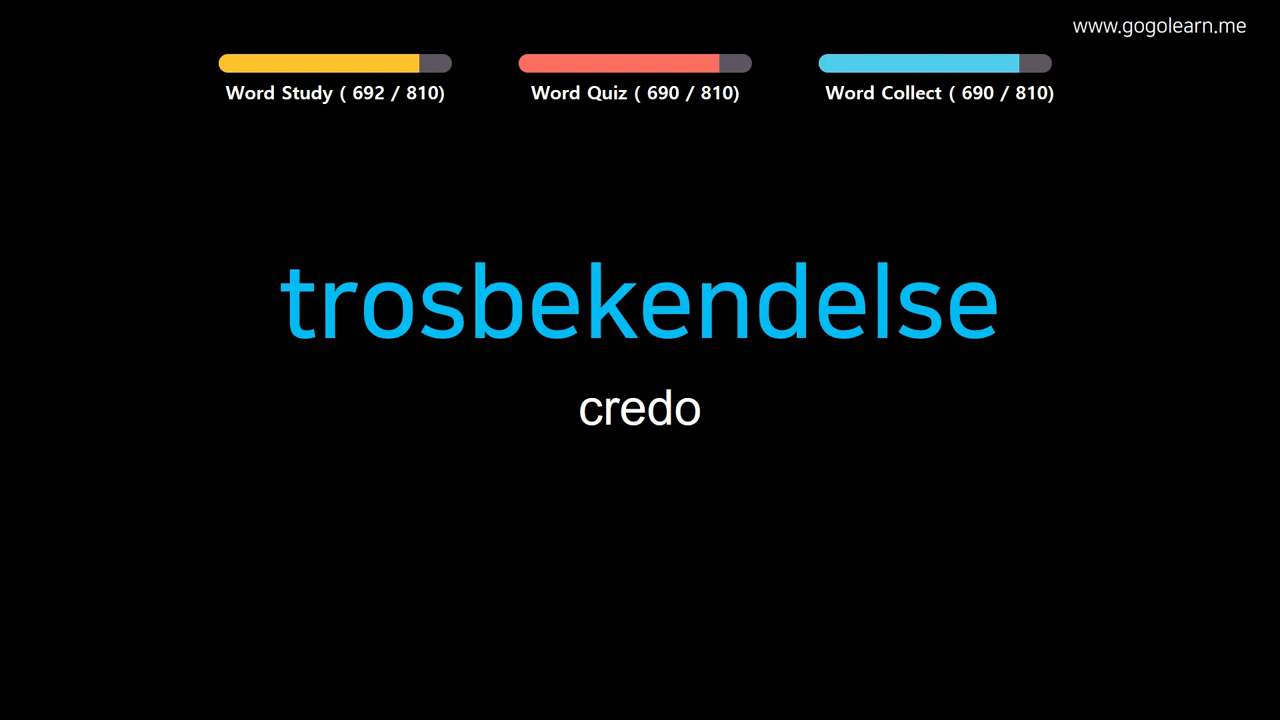 www.gogolearn.me
Word Study ( 692 / 810)
Word Quiz ( 690 / 810)
Word Collect ( 690 / 810)
trosbekendelse
credo